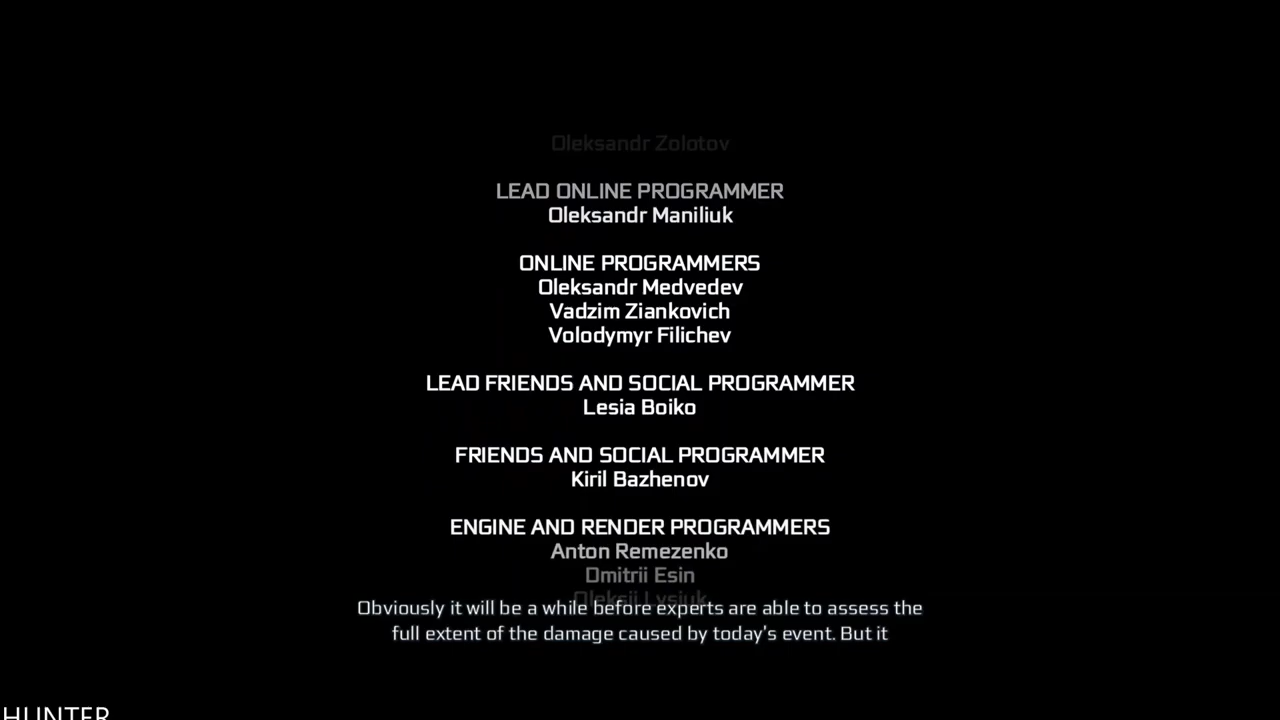 Oleksandr Zolotov
LEAD ONLINE PROGRAMMER
Oleksandr Maniliuk
ONLINE PROGRAMMERS
Oleksandr Medvedev
Vadzim Ziankovich
Volodymyr Filichev
LEAD FRIENDS AND SOCIAL PROGRAMMER
Lesia Boiko
FRIENDS AND SOCIAL PROGRAMMER
Kiril Bazhenov
ENGINE AND RENDER PROGRAMMERS
Anton Remezenko
Dmitrii Esin
Oleksii Lysiuk
Obviously it will be a while before experts are able to assess the
full extent of the damage caused by today's event. But it
HUNTER